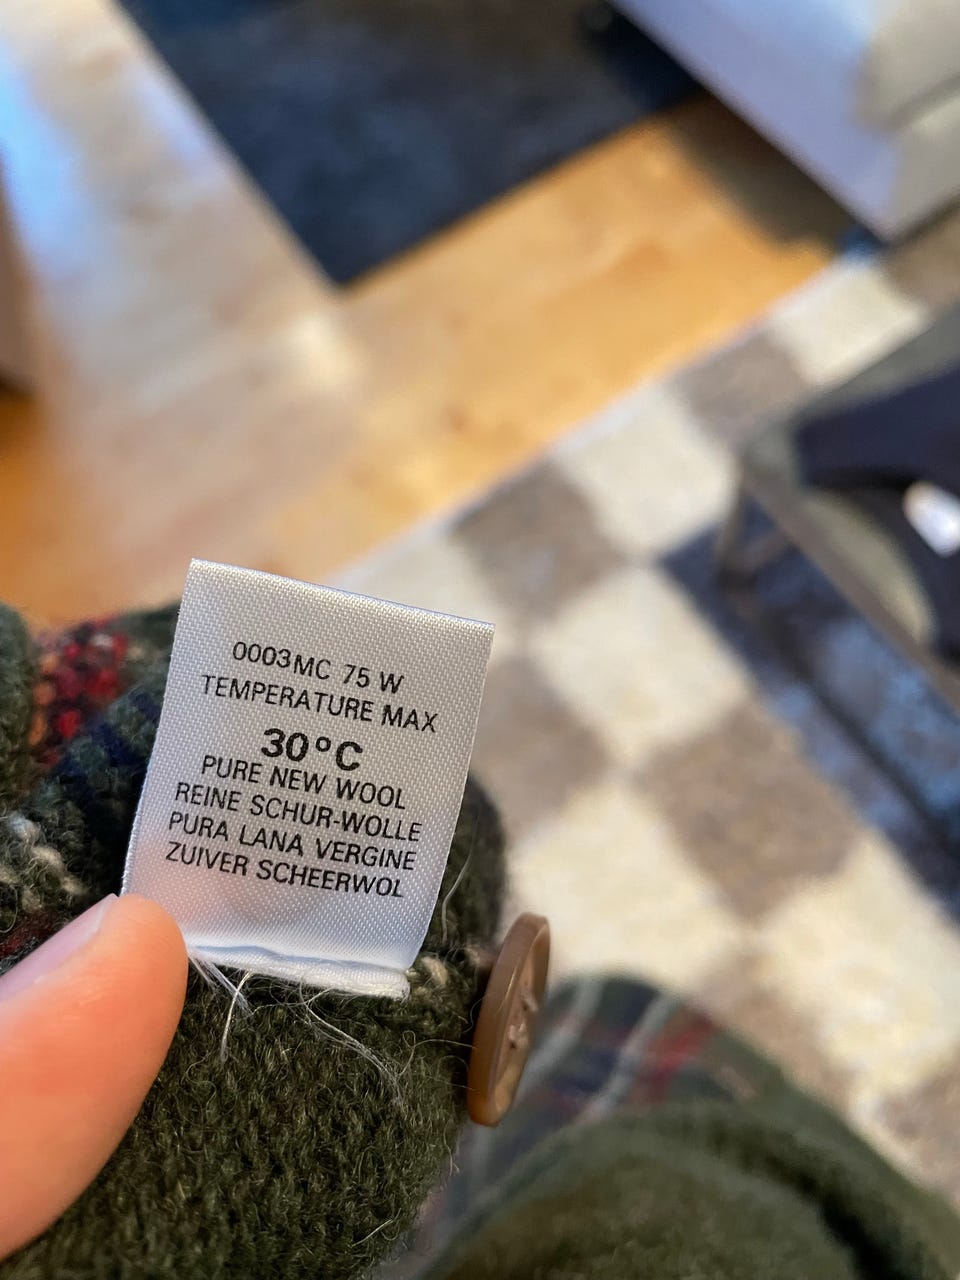 0003MC 75 W
TEMPERATURE MAX
30°C
PURE NEW WOOL
REINE SCHUR-WOLLE
PURA LANA VERGINE
ZUIVER SCHEERWOL